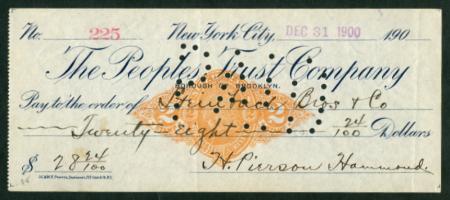 No. 225 New York City, DEC 31 1900 190
The Peoples Trust Company
BOROUGH OF BROOKLYN.
Pay to the order of Bros & Co
Twenty eight 24/100 Dollars
$ 28 24/100 H. Pierson Hammond